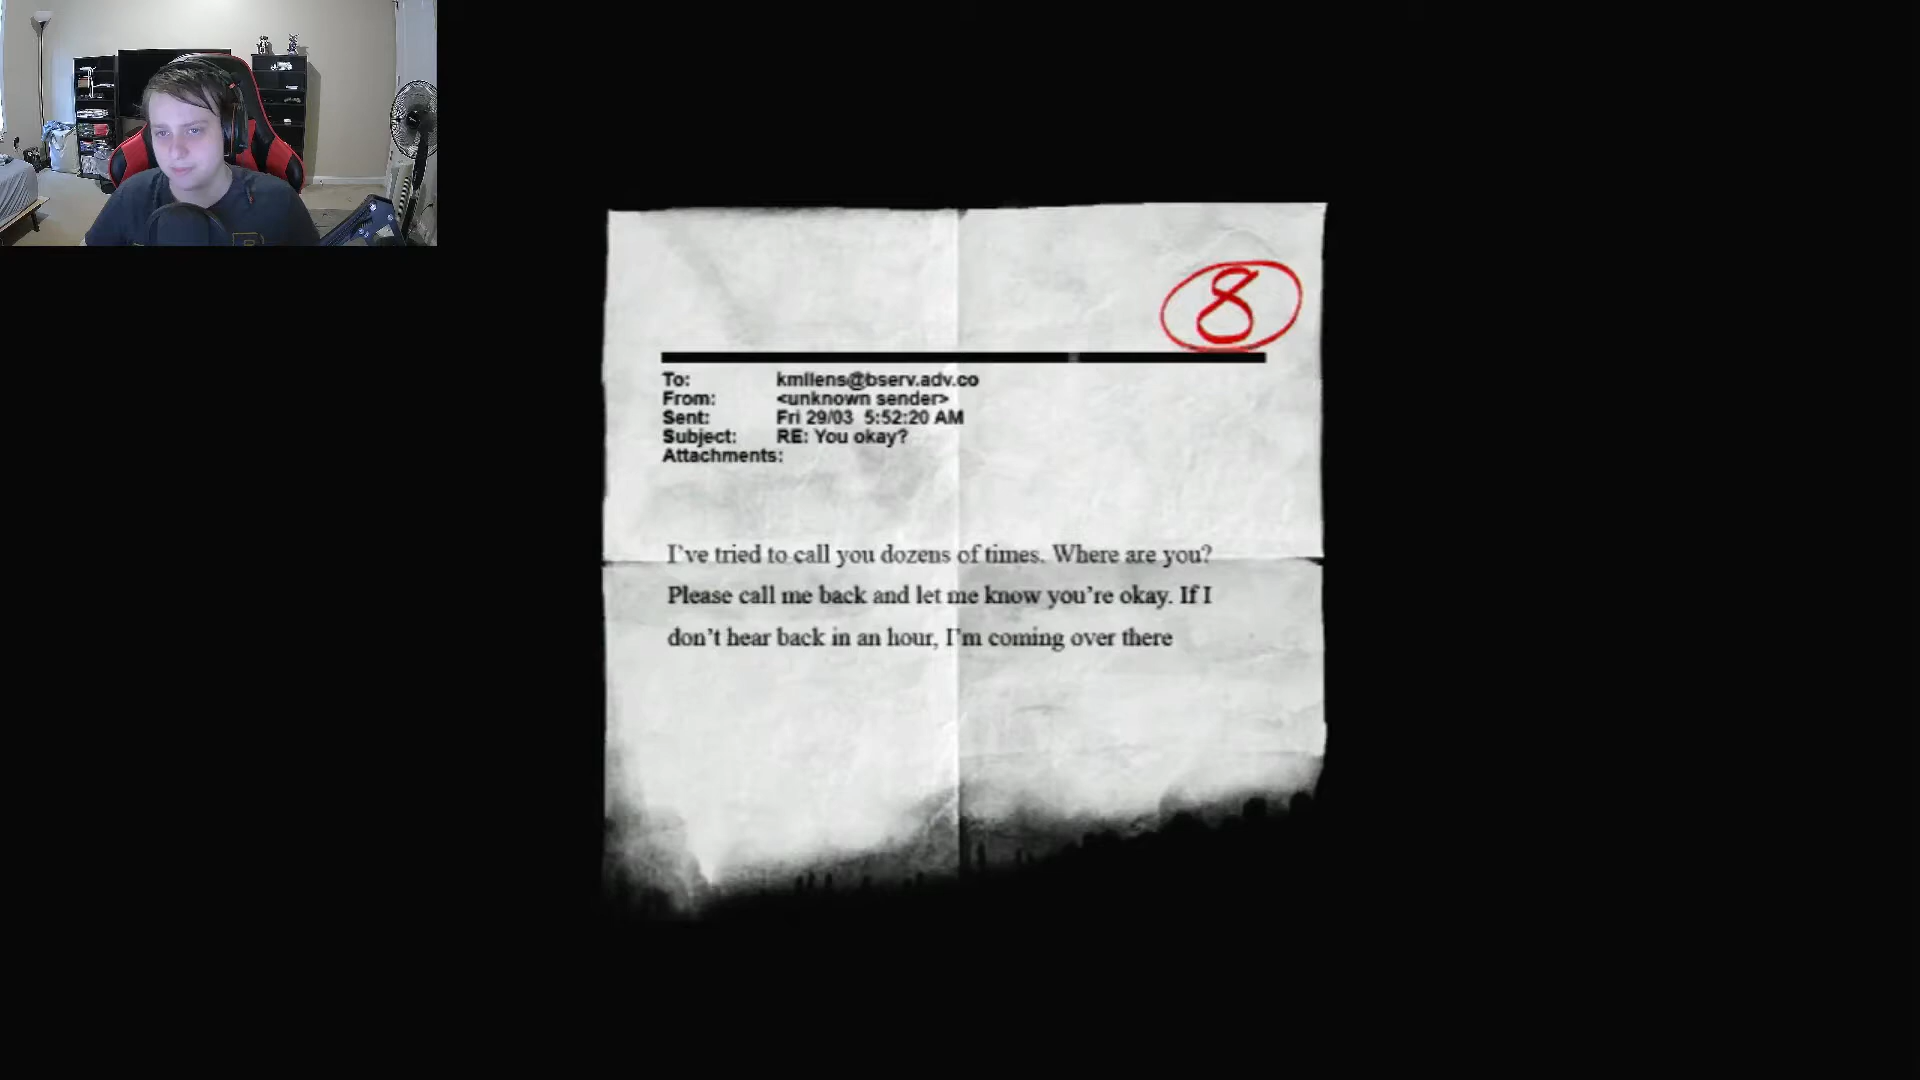 8
To: kmllens@bserv.adv.co
From: <unknown sender>
Sent: Fri 29/03 5:52:20 AM
Subject: RE: You okay?
Attachments:
I've tried to call you dozens of times. Where are you?
Please call me back and let me know you're okay. If I
don't hear back in an hour, I'm coming over there